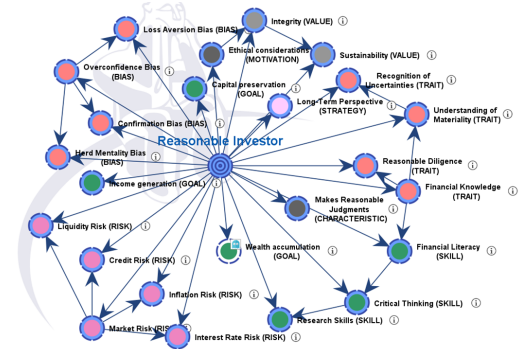 Loss Aversion Bias (BIAS)
Integrity (VALUE)
Ethical considerations
(MOTIVATION)
Sustainability (VALUE)
Overconfidence Bias
(BIAS)
Capital preservation
(GOAL)
Recognition of
Uncertainties (TRAIT)
Long-Term Perspective
(STRATEGY)
Understanding of
Materiality (TRAIT)
Confirmation Bias (BIAS)
Reasonable Investor
Herd Mentality Bias
(BIAS)
Income generation (GOAL)
Reasonable Diligence
(TRAIT)
Financial Knowledge
(TRAIT)
Makes Reasonable
Judgments
(CHARACTERISTIC)
Liquidity Risk (RISK)
Wealth accumulation
(GOAL)
Financial Literacy
(SKILL)
Credit Risk (RISK)
Inflation Risk (RISK)
Critical Thinking (SKILL)
Research Skills (SKILL)
Market Risk (RISK)
Interest Rate Risk (RISK)